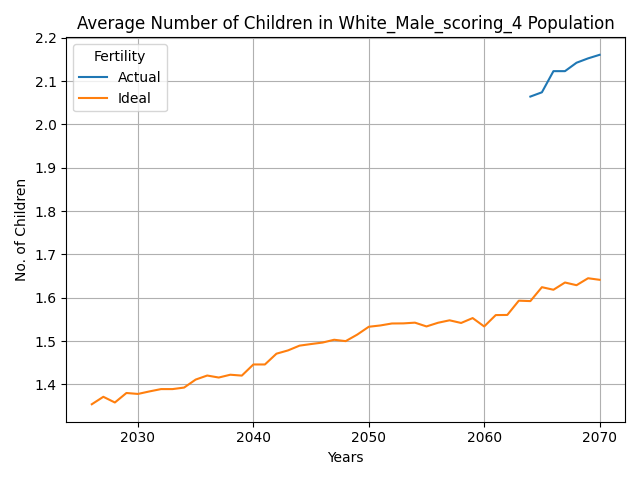 Average Number of Children in White_Male_scoring_4 Population
Fertility
Actual
Ideal
2.2
2.1
2.0
1.9
1.8
1.7
1.6
1.5
1.4
No. of Children
2030 2040 2050 2060 2070
Years